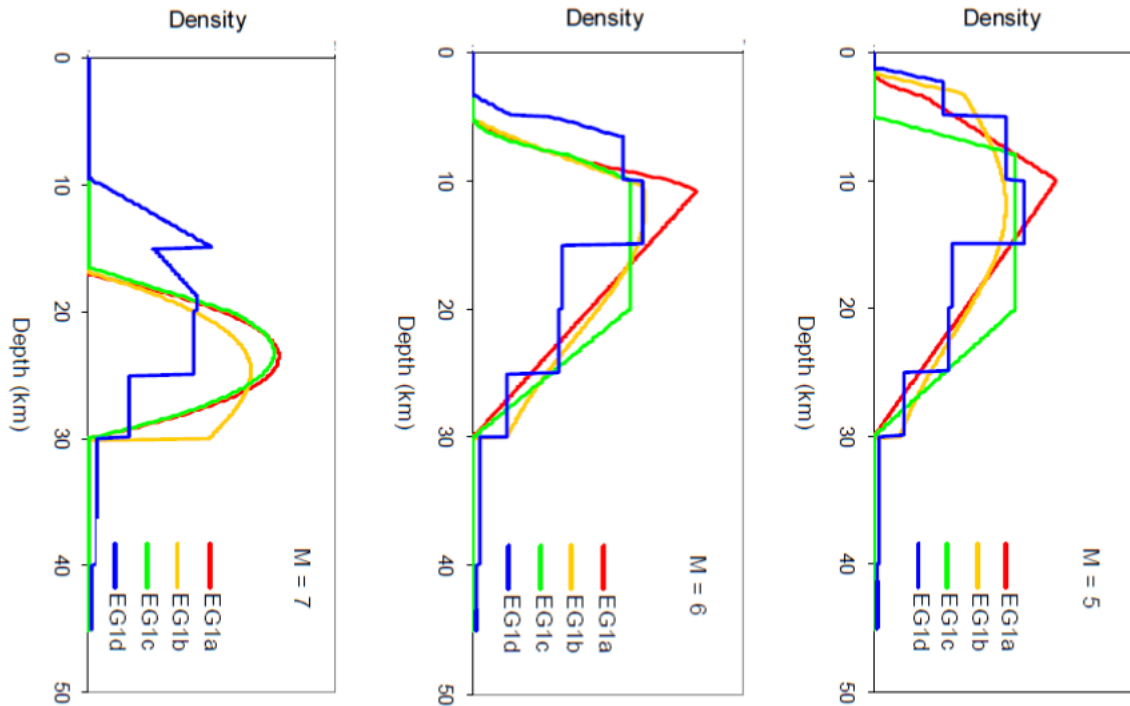 Density
0
10
20
30
40
50
Depth (km)
M = 7
EG1a
EG1b
EG1c
EG1d
Density
0
10
20
30
40
50
Depth (km)
M = 6
EG1a
EG1b
EG1c
EG1d
Density
0
10
20
30
40
50
Depth (km)
M = 5
EG1a
EG1b
EG1c
EG1d